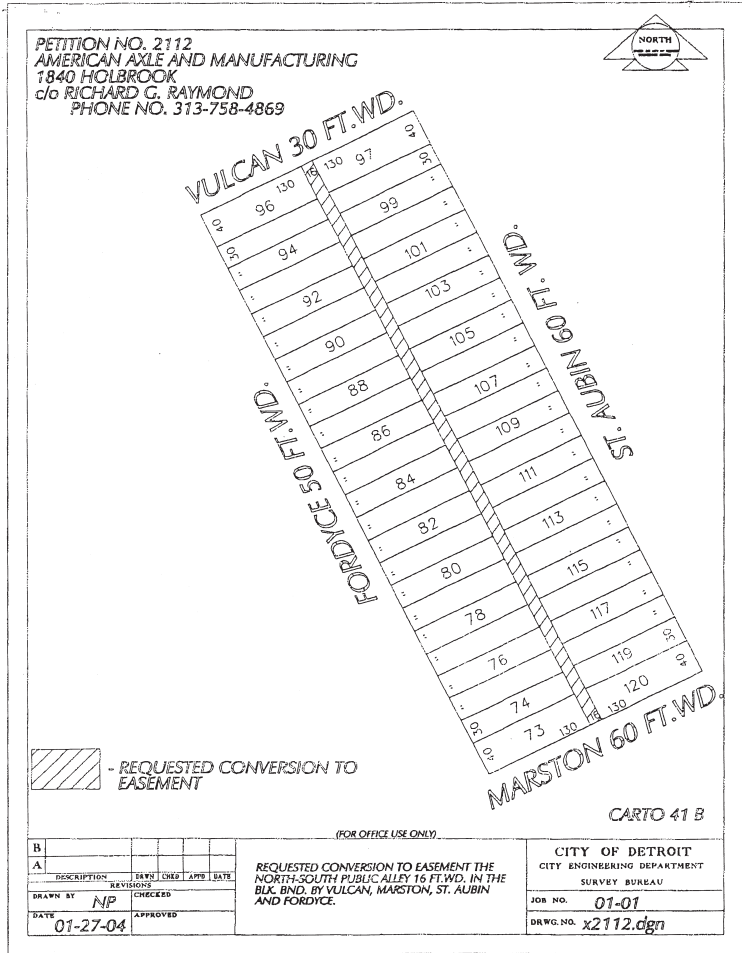 PETITION NO. 2112
AMERICAN AXLE AND MANUFACTURING
1840 HOLBROOK
c/o RICHARD G. RAYMOND
PHONE NO. 313-758-4869
NORTH
VULCAN 30 FT.WD.
40
130
16
130
97
40
96
30
30
94
99
92
101
90
103
88
105
86
107
84
109
82
111
80
113
78
115
76
117
74
119
30
30
73
120
40
40
130
16
130
FORDYCE 50 FT.WD.
ST. AUBIN 60 FT. WD.
MARSTON 60 FT.WD.
- REQUESTED CONVERSION TO
EASEMENT
CARTO 41 B
(FOR OFFICE USE ONLY)
B
A
DESCRIPTION DRWN CHKD APPD DATE
REVISIONS
DRAWN BY NP
CHECKED
DATE 01-27-04
APPROVED
REQUESTED CONVERSION TO EASEMENT THE
NORTH-SOUTH PUBLIC ALLEY 16 FT.WD. IN THE
BLK. BND. BY VULCAN, MARSTON, ST. AUBIN
AND FORDYCE.
CITY OF DETROIT
CITY ENGINEERING DEPARTMENT
SURVEY BUREAU
JOB NO. 01-01
DRWG. NO. x2112.dgn